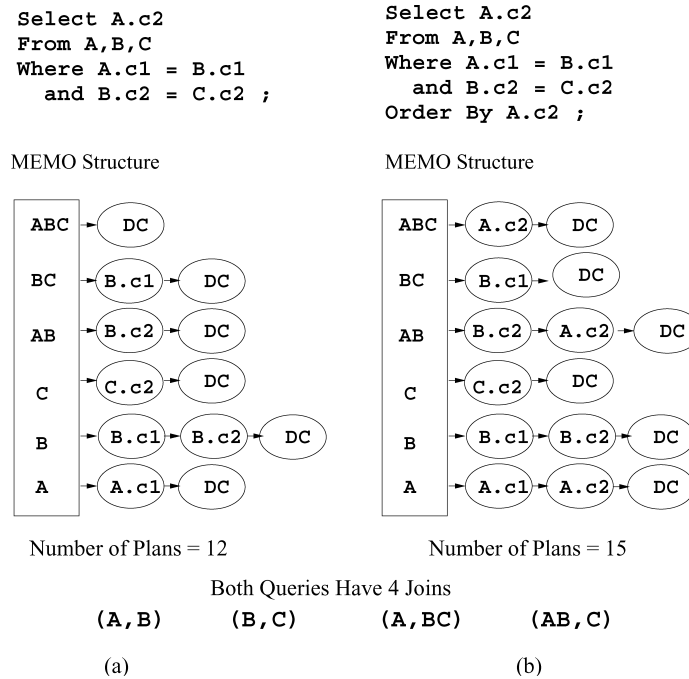 Select A.c2
From A,B,C
Where A.c1 = B.c1
and B.c2 = C.c2 ;
MEMO Structure
ABC DC
BC B.c1 DC
AB B.c2 DC
C C.c2 DC
B B.c1 B.c2 DC
A A.c1 DC
Number of Plans = 12
Select A.c2
From A,B,C
Where A.c1 = B.c1
and B.c2 = C.c2
Order By A.c2 ;
MEMO Structure
ABC A.c2 DC
BC B.c1 DC
AB B.c2 A.c2 DC
C C.c2 DC
B B.c1 B.c2 DC
A A.c1 A.c2 DC
Number of Plans = 15
Both Queries Have 4 Joins
(A,B) (B,C) (A,BC) (AB,C)
(a) (b)